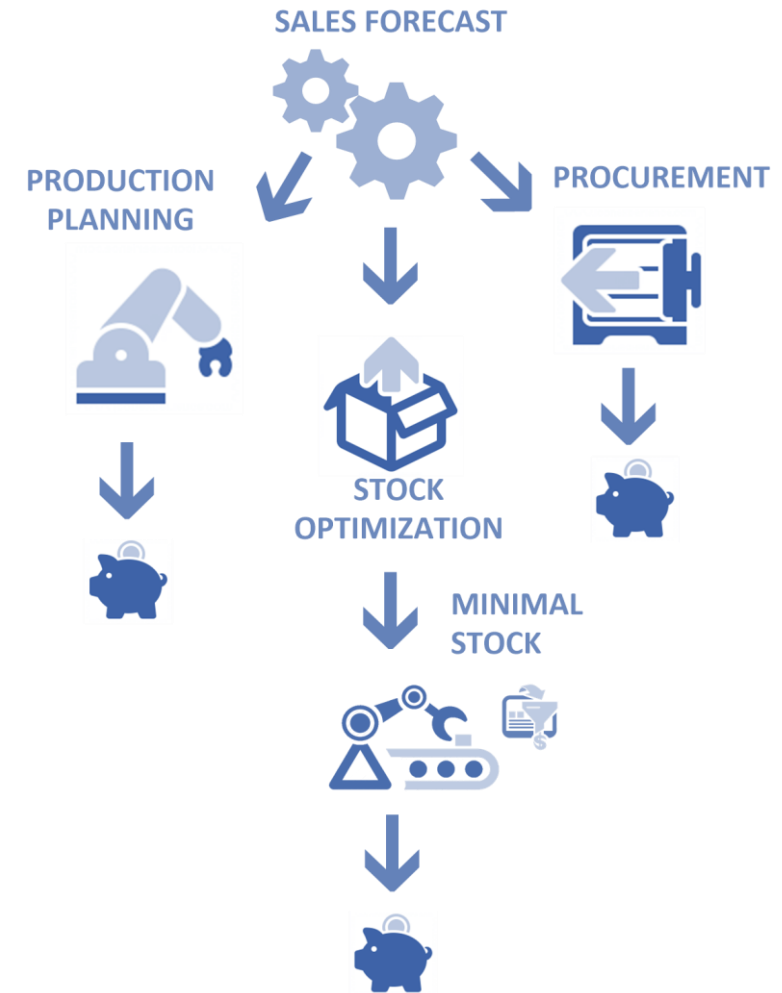 SALES FORECAST
PRODUCTION
PLANNING
PROCUREMENT
STOCK
OPTIMIZATION
MINIMAL
STOCK
$